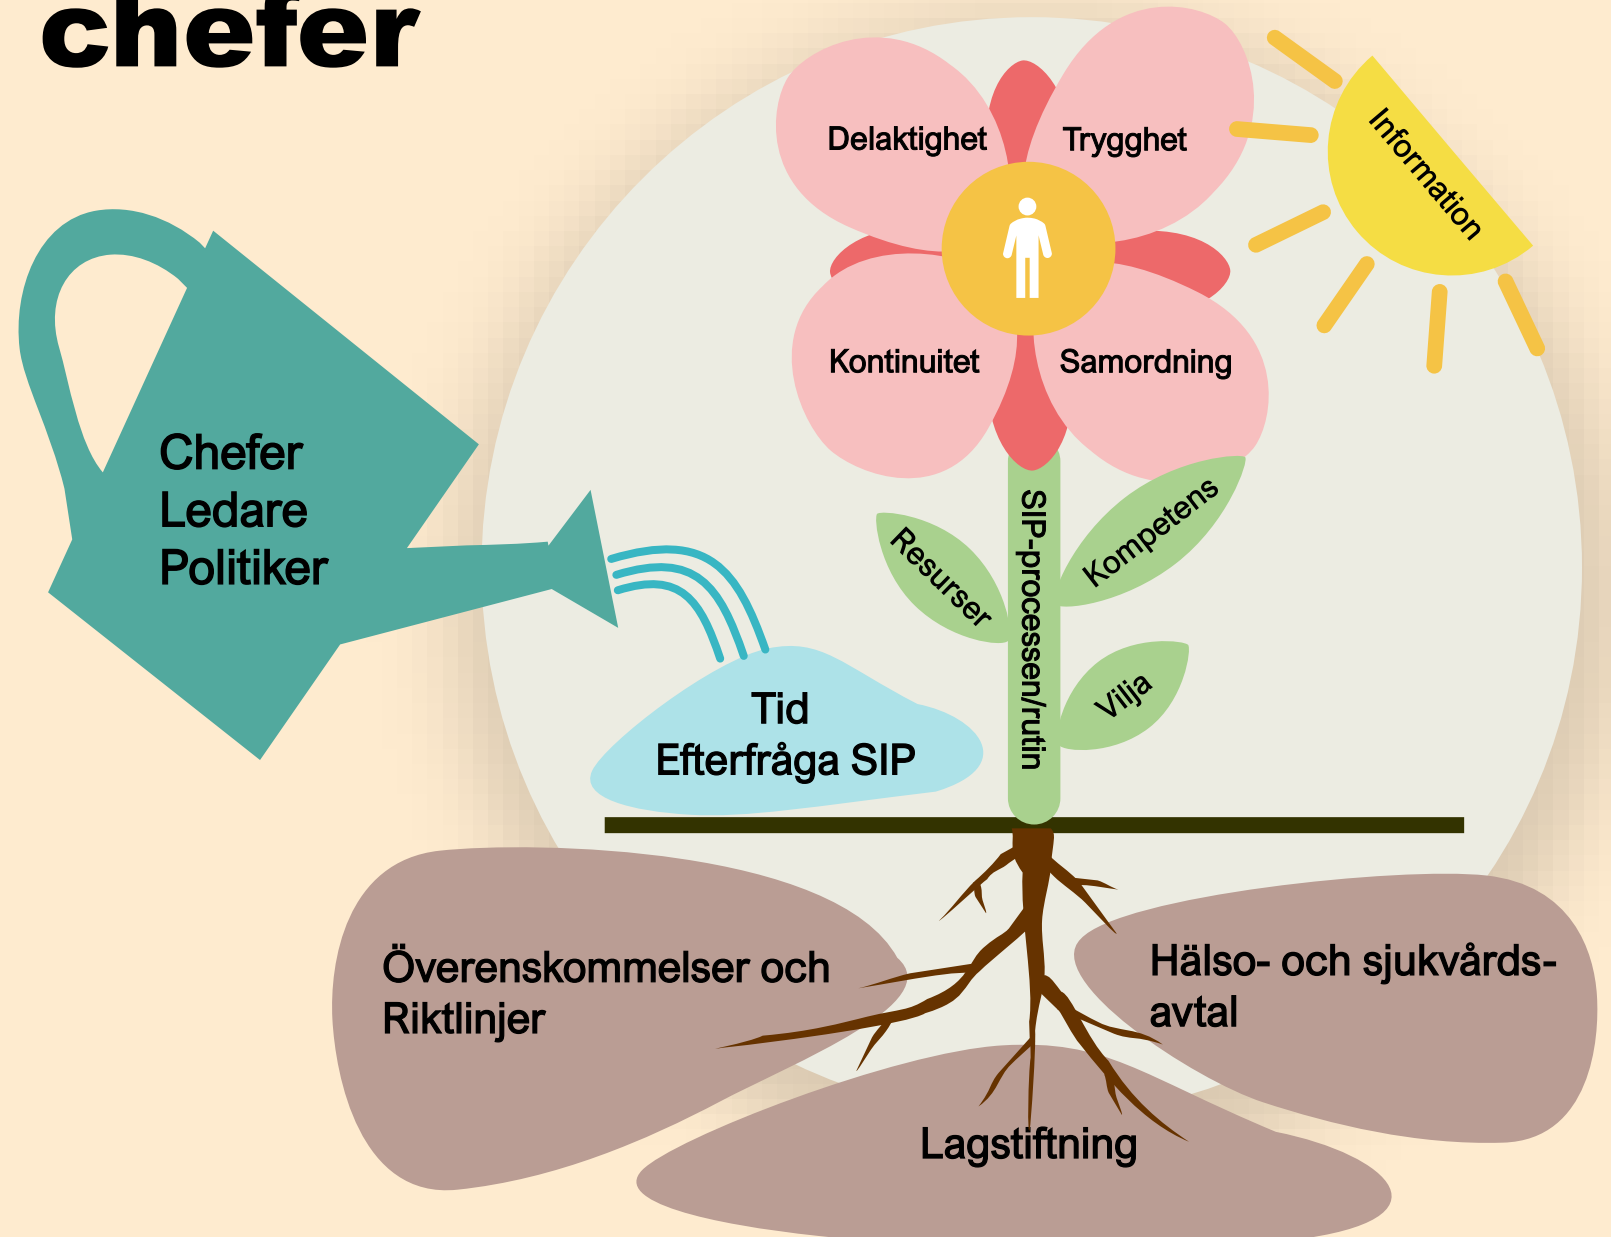 chefer
Delaktighet
Trygghet
Information
Kontinuitet
Samordning
Chefer
Ledare
Politiker
Resurser
SIP-processen/rutin
Kompetens
Vilja
Tid
Efterfråga SIP
Överenskommelser och
Riktlinjer
Hälso- och sjukvårds-
avtal
Lagstiftning